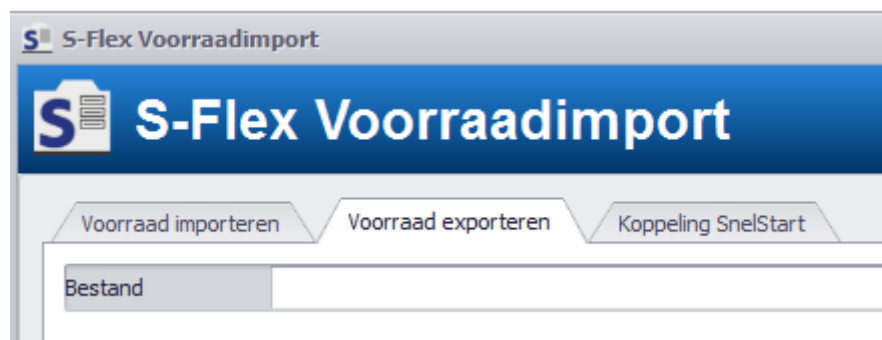 S-Flex Voorraadimport
S-Flex Voorraadimport
Voorraad importeren Voorraad exporteren Koppeling SnelStart
Bestand